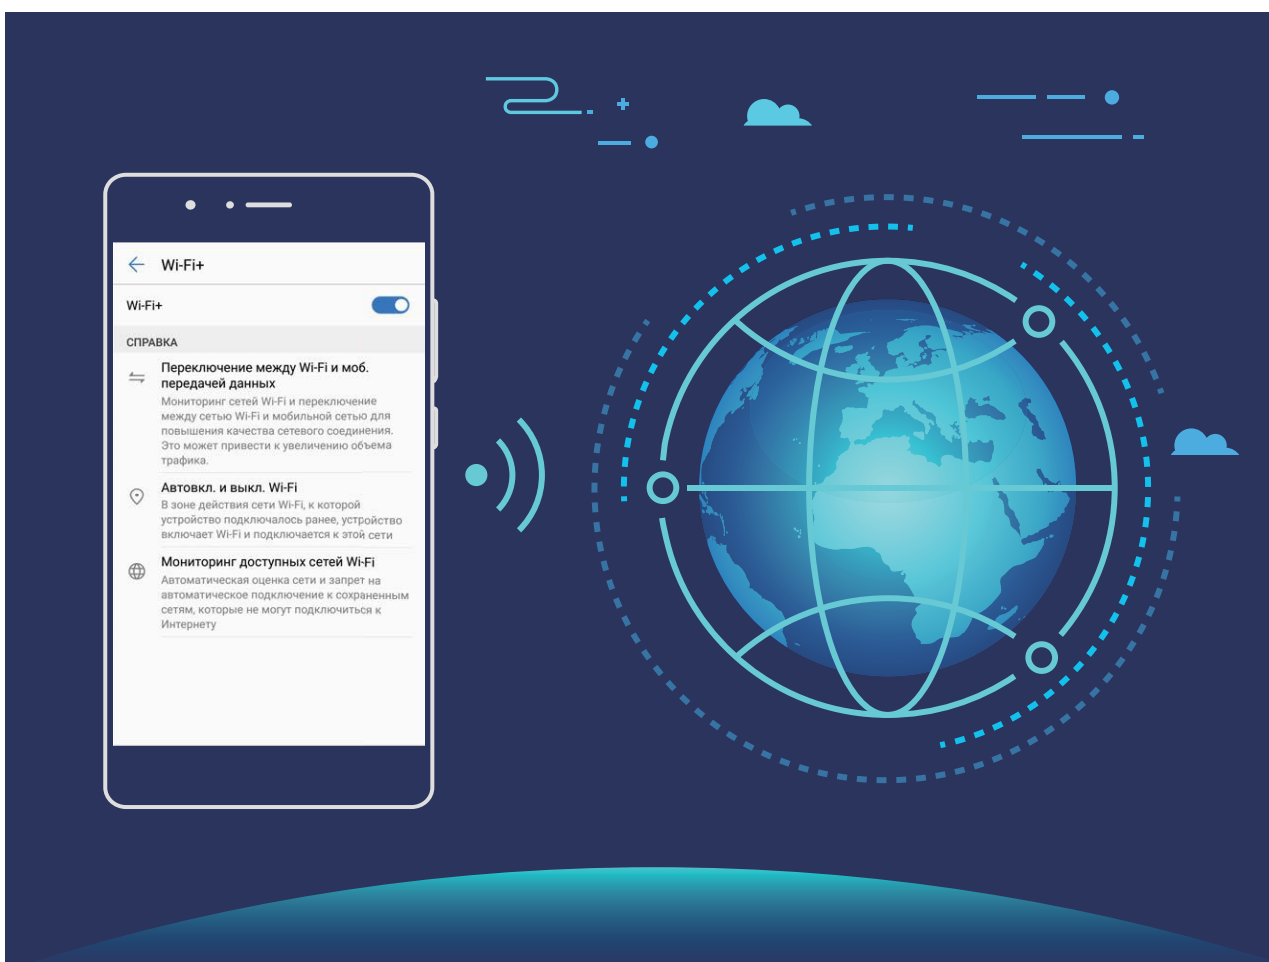 Wi-Fi+
Wi-Fi+
СПРАВКА
Переключение между Wi-Fi и моб.
передачей данных
Мониторинг сетей Wi-Fi и переключение
между сетью Wi-Fi и мобильной сетью для
повышения качества сетевого соединения.
Это может привести к увеличению объема
трафика.
Автовкл. и выкл. Wi-Fi
В зоне действия сети Wi-Fi, к которой
устройство подключалось ранее, устройство
включает Wi-Fi и подключается к этой сети
Мониторинг доступных сетей Wi-Fi
Автоматическая оценка сети и запрет на
автоматическое подключение к сохраненным
сетям, которые не могут подключиться к
Интернету